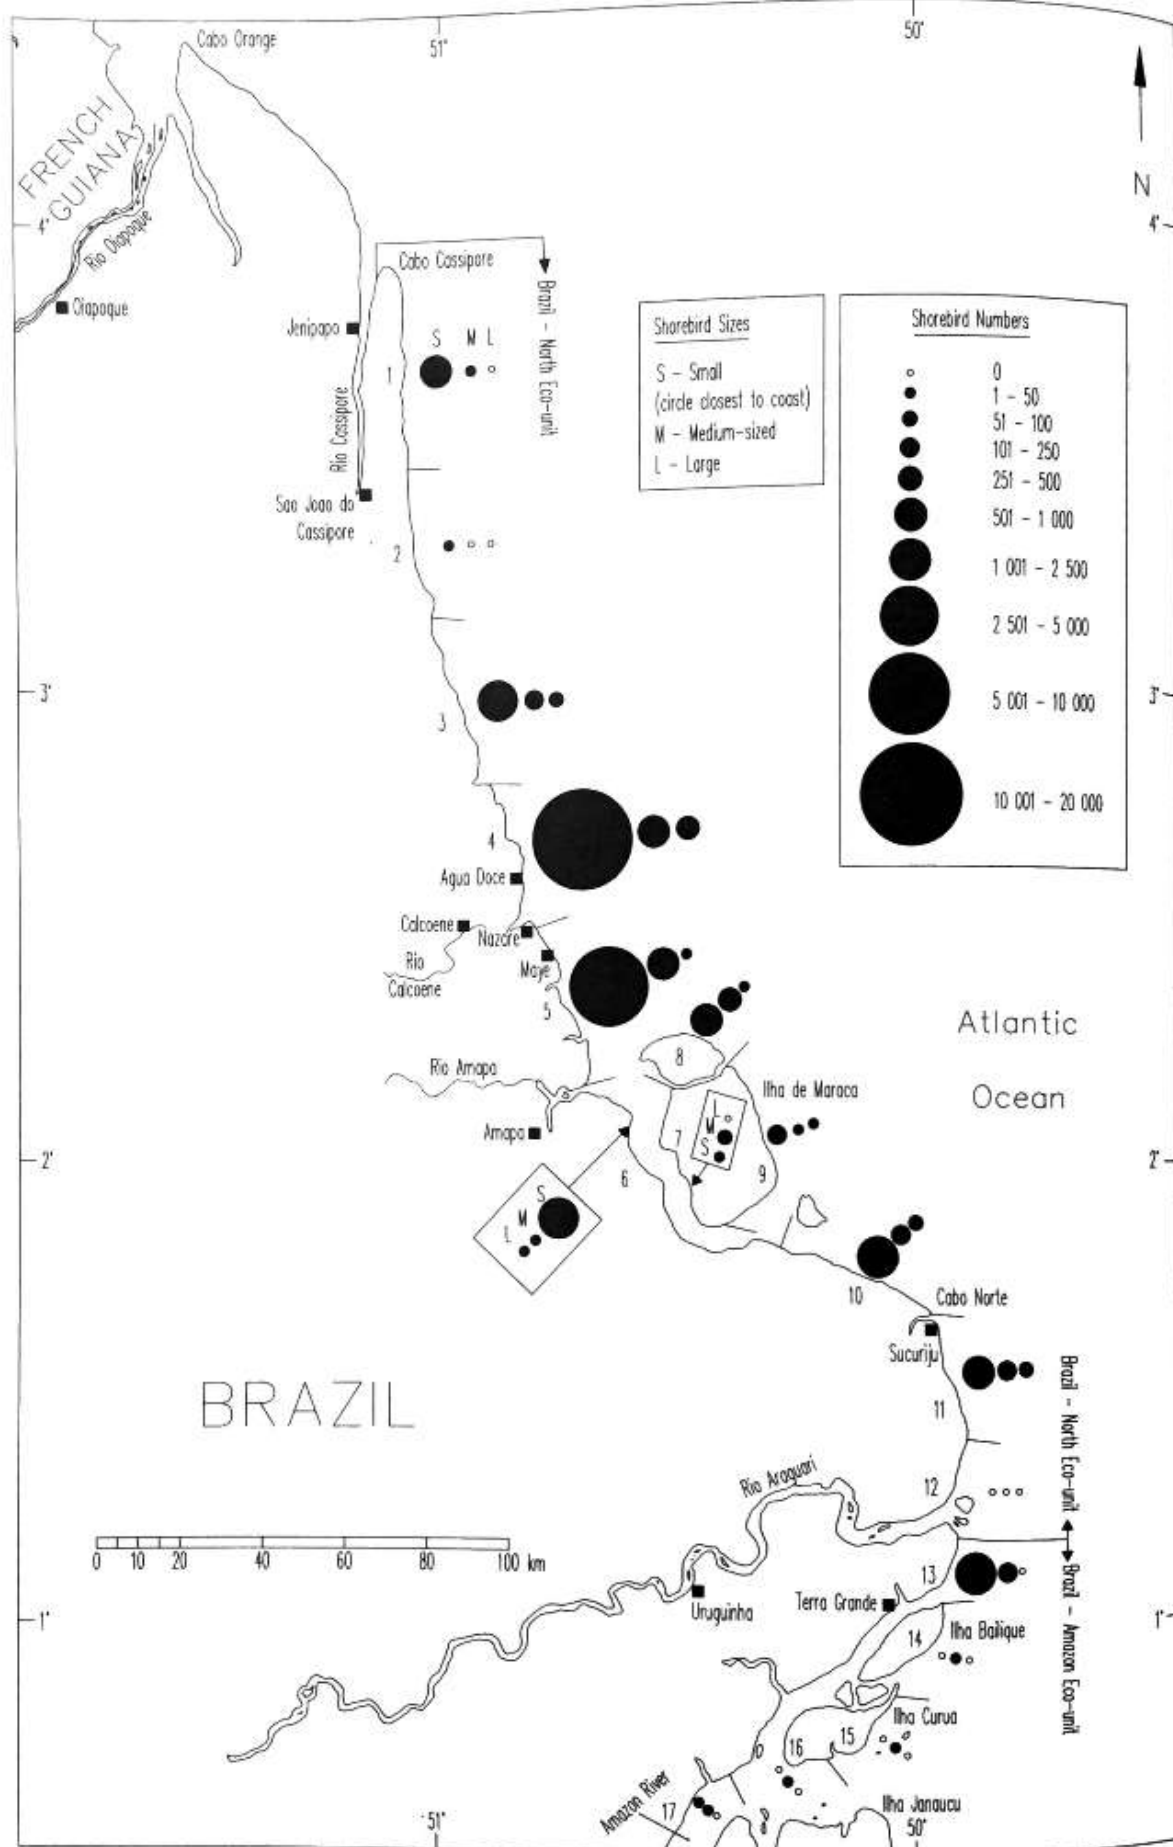 51°
50°
Cabo Orange
FRENCH
GUIANA
N
4°
4°
Rio Oiapoque
Oiapoque
Cabo Cassipore
Brazil - North Eco-unit
Jenipapo
S M L
1
Rio Cassipore
Sao Joao do
Cassipore
2
Shorebird Sizes
S - Small
(circle closest to coast)
M - Medium-sized
L - Large
Shorebird Numbers
0
1 - 50
51 - 100
101 - 250
251 - 500
501 - 1 000
1 001 - 2 500
2 501 - 5 000
5 001 - 10 000
10 001 - 20 000
3°
3°
3
4
Agua Doce
Calcoene
Nazare
Rio
Calcoene
Maye
5
Atlantic
Ocean
Rio Amapa
8
Ilha de Maraca
Amapa
L
M
S
7
9
2°
2°
6
S
M
L
10
Cabo Norte
Sucuriju
BRAZIL
11
Brazil - North Eco-unit
Rio Araguari
12
0 10 20 40 60 80 100 km
13
Brazil - Amazon Eco-unit
Uruguinha
Terra Grande
1°
1°
14
Ilha Bailique
Ilha Curua
15
16
Amazon River
17
Ilha Janaucu
51°
50°